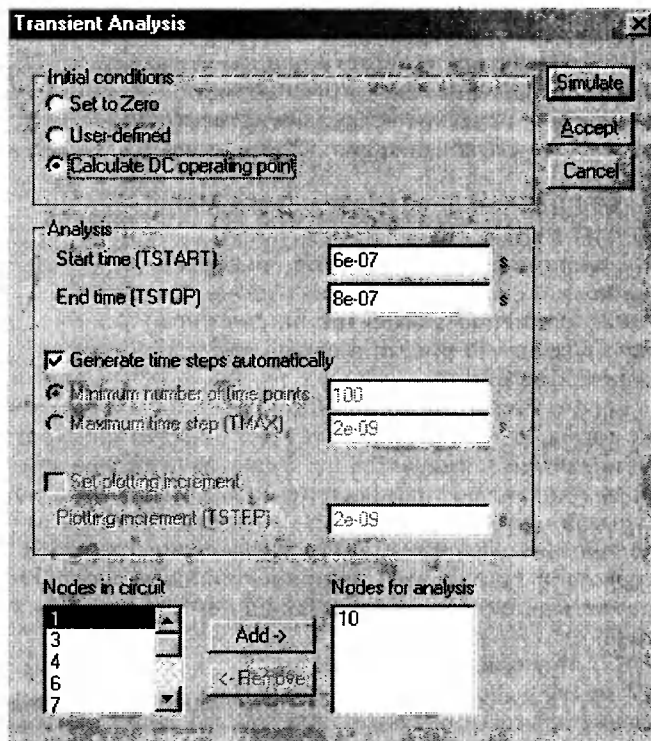 Transient Analysis
Initial conditions
Set to Zero
User-defined
Calculate DC operating point
Simulate
Accept
Cancel
Analysis
Start time (TSTART) 6e-07 s
End time (TSTOP) 8e-07 s
Generate time steps automatically
Minimum number of time points 100
Maximum time step (TMAX) 2e-09 s
Set plotting increment
Plotting increment (TSTEP) 2e-09 s
Nodes in circuit
1
3
4
6
7
Add ->
<- Remove
Nodes for analysis
10